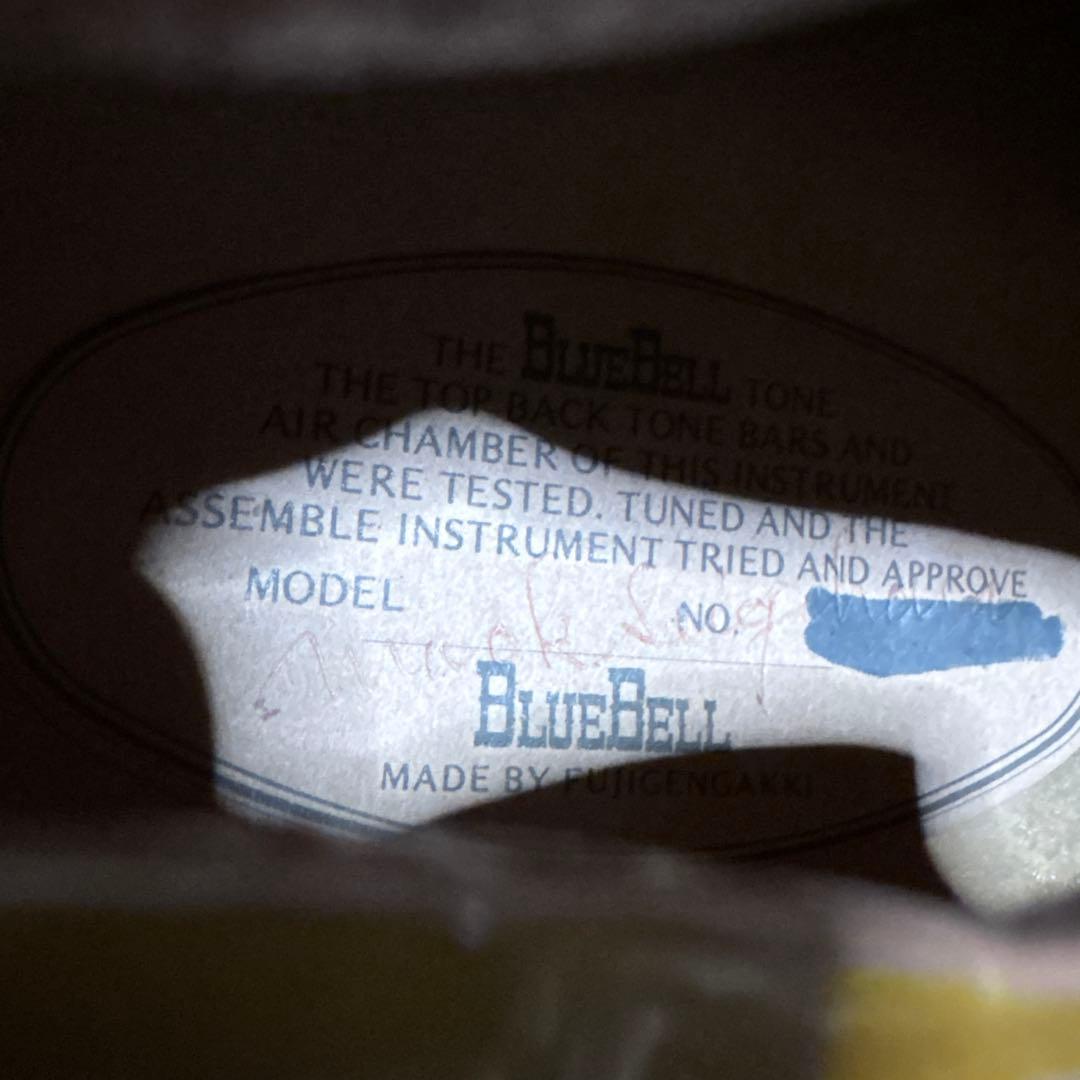 THE BLUEBELL TONE
THE TOP BACK TONE BARS AND
AIR CHAMBER OF THIS INSTRUMENT
WERE TESTED. TUNED AND THE
ASSEMBLE INSTRUMENT TRIED AND APPROVE
MODEL NO.
BLUEBELL
MADE BY FUJIGENGAKKI